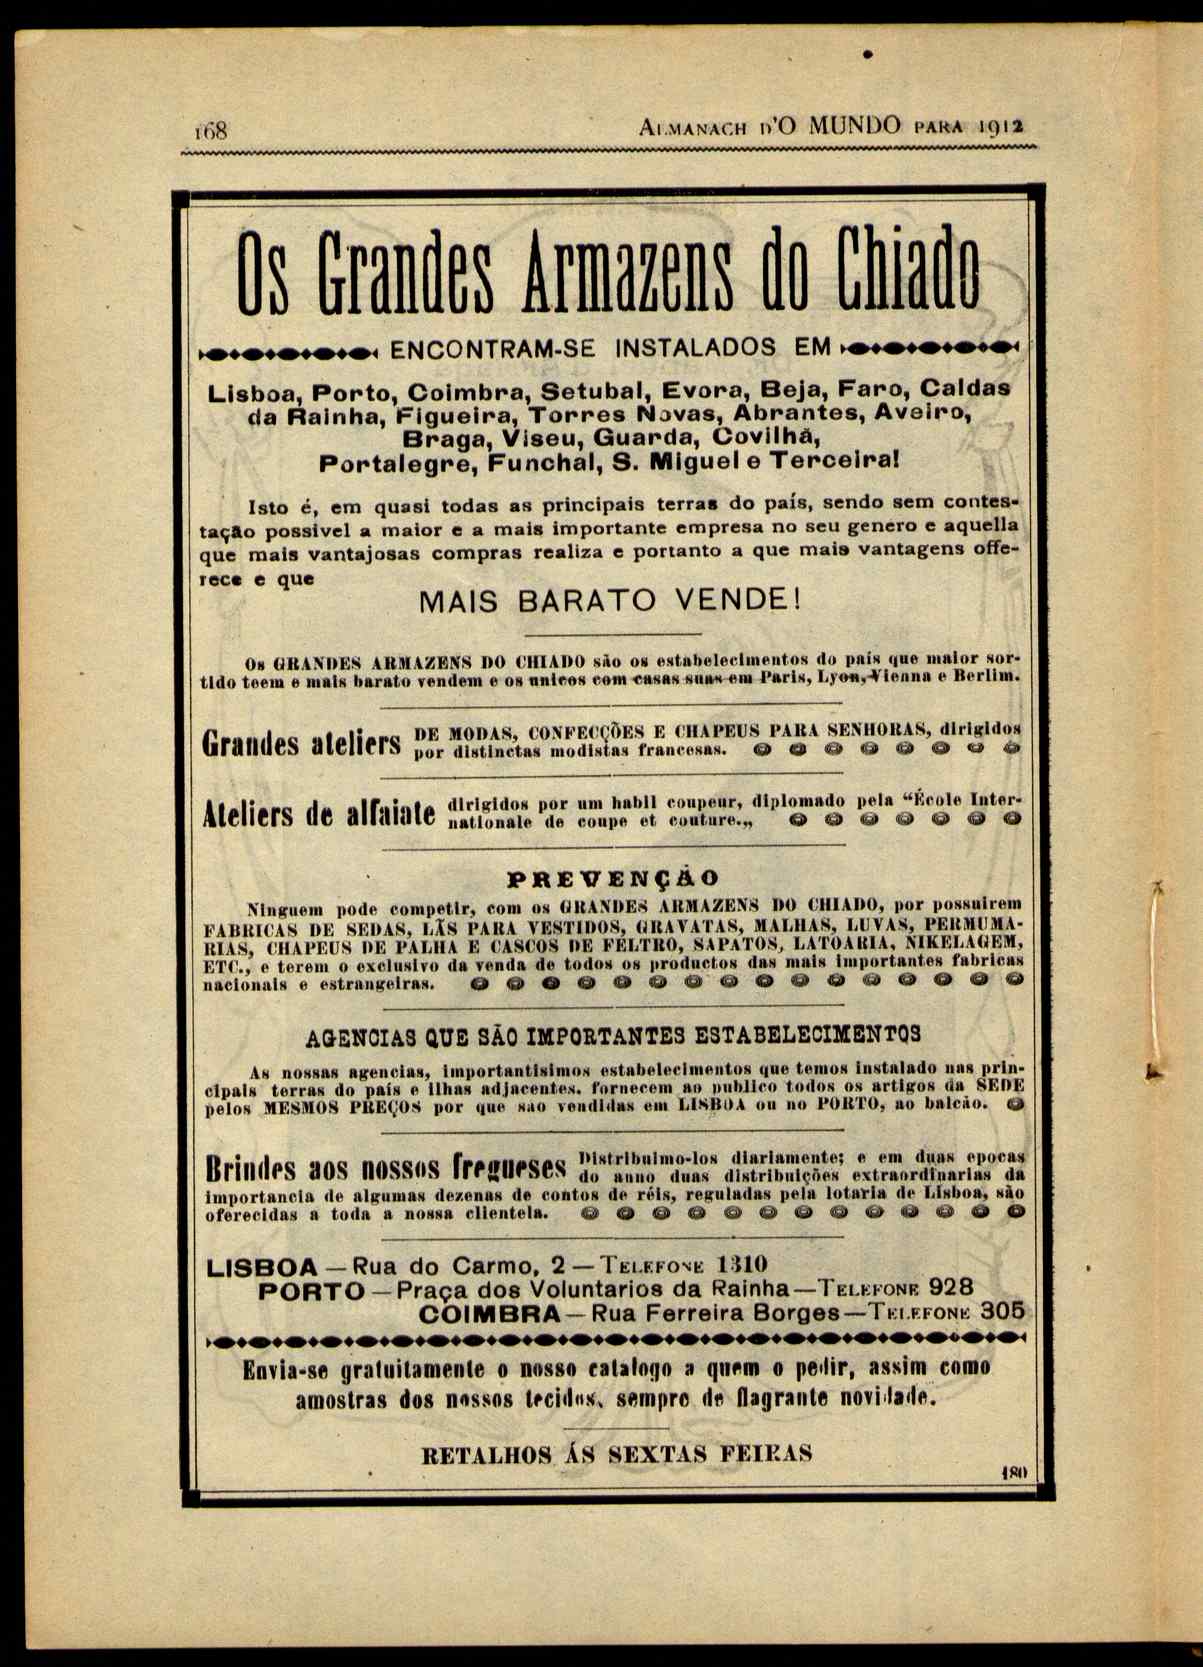 168
ALMANACH D'O MUNDO PARA 1912
Os Grandes Armazens do Chiado
ENCONTRAM-SE INSTALADOS EM
Lisboa, Porto, Coimbra, Setubal, Evora, Beja, Faro, Caldas
da Rainha, Figueira, Torres Novas, Abrantes, Aveiro,
Braga, Viseu, Guarda, Covilhã,
Portalegre, Funchal, S. Miguel e Terceira!
Isto é, em quasi todas as principais terras do país, sendo sem contes-
tação possivel a maior e a mais importante empresa no seu genero e aquella
que mais vantajosas compras realiza e portanto a que mais vantagens offe-
rece e que
MAIS BARATO VENDE!
Os GRANDES ARMAZENS DO CHIADO são os estabelecimentos do país que maior sor-
tido teem e mais barato vendem e os unicos com casas suas em Paris, Lyon, Vienna e Berlim.
Grandes ateliers DE MODAS, CONFECÇÕES E CHAPEUS PARA SENHORAS, dirigidos
por distinctas modistas francesas.
Ateliers de alfaiate dirigidos por um habil coupeur, diplomado pela "École Inter-
nationale de coupe et couture.„
PREVENÇÃO
Ninguem pode competir, com os GRANDES ARMAZENS DO CHIADO, por possuirem
FABRICAS DE SEDAS, LÃS PARA VESTIDOS, GRAVATAS, MALHAS, LUVAS, PERMUMA-
RIAS, CHAPEUS DE PALHA E CASCOS DE FELTRO, SAPATOS, LATOARIA, NIKELAGEM,
ETC., e terem o exclusivo da venda de todos os productos das mais importantes fabricas
nacionais e estrangeiras.
AGENCIAS QUE SÃO IMPORTANTES ESTABELECIMENTOS
As nossas agencias, importantisimos estabelecimentos que temos instalado nas prin-
cipais terras do país e ilhas adjacentes. fornecem ao publico todos os artigos da SEDE
pelos MESMOS PREÇOS por que são vendidas em LISBOA ou no PORTO, ao balcão.
Brindes aos nossos fregueses Distribuimo-los diariamente; e em duas epocas
do anno duas distribuições extraordinarias da
importancia de algumas dezenas de contos de réis, reguladas pela lotaria de Lisboa, são
oferecidas a toda a nossa clientela.
LISBOA — Rua do Carmo, 2 — TELEFONE 1310
PORTO — Praça dos Voluntarios da Rainha — TELEFONE 928
COIMBRA — Rua Ferreira Borges — TELEFONE 305
Envia-se gratuitamente o nosso catalogo a quem o pedir, assim como
amostras dos nossos tecidos, sempre de flagrante novidade.
RETALHOS ÁS SEXTAS FEIRAS
180